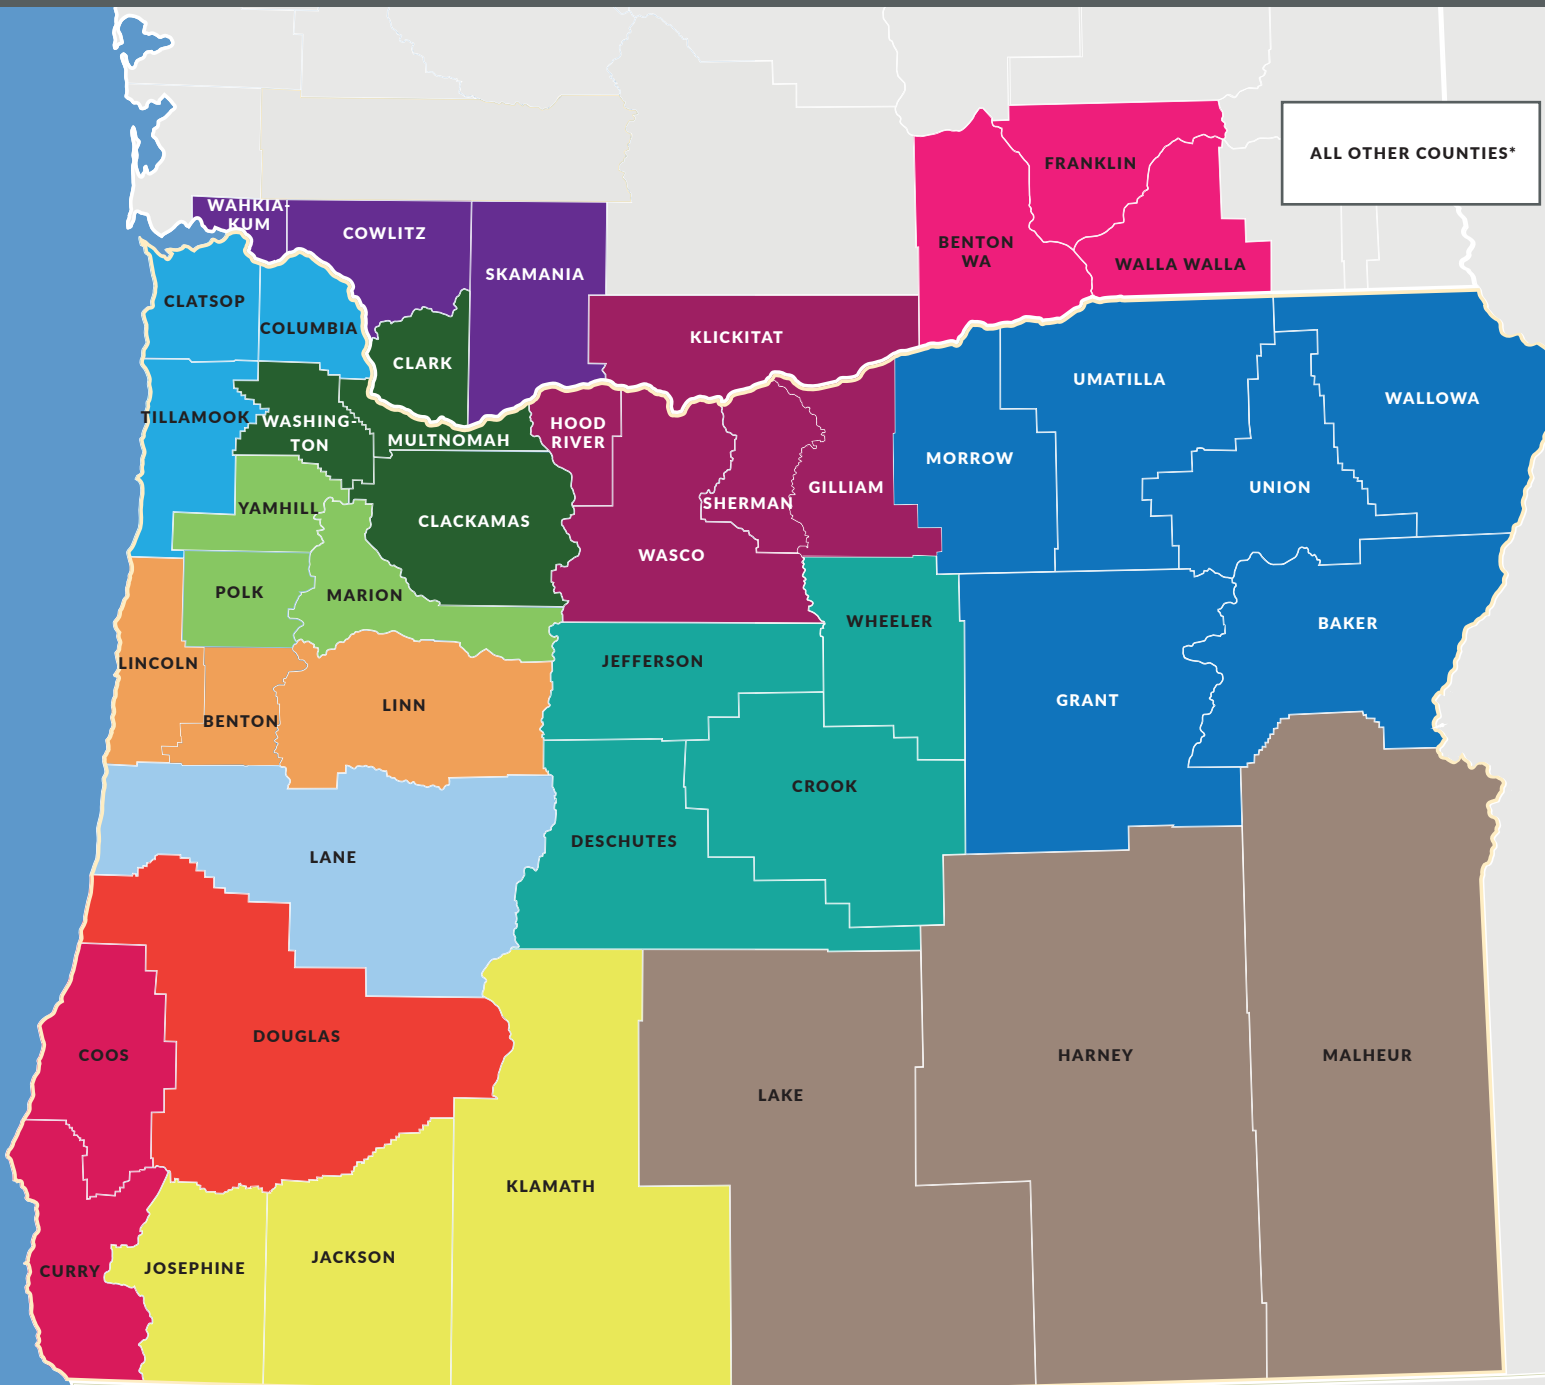 ALL OTHER COUNTIES*
FRANKLIN
WAHKIA-
KUM
COWLITZ
SKAMANIA
BENTON
WA
WALLA WALLA
CLATSOP
COLUMBIA
KLICKITAT
CLARK
UMATILLA
WALLOWA
TILLAMOOK
WASHING-
TON
MULTNOMAH
HOOD
RIVER
MORROW
UNION
GILLIAM
SHERMAN
YAMHILL
CLACKAMAS
WASCO
POLK
MARION
WHEELER
BAKER
LINCOLN
JEFFERSON
GRANT
LINN
BENTON
CROOK
DESCHUTES
LANE
DOUGLAS
COOS
HARNEY
MALHEUR
LAKE
KLAMATH
JACKSON
JOSEPHINE
CURRY